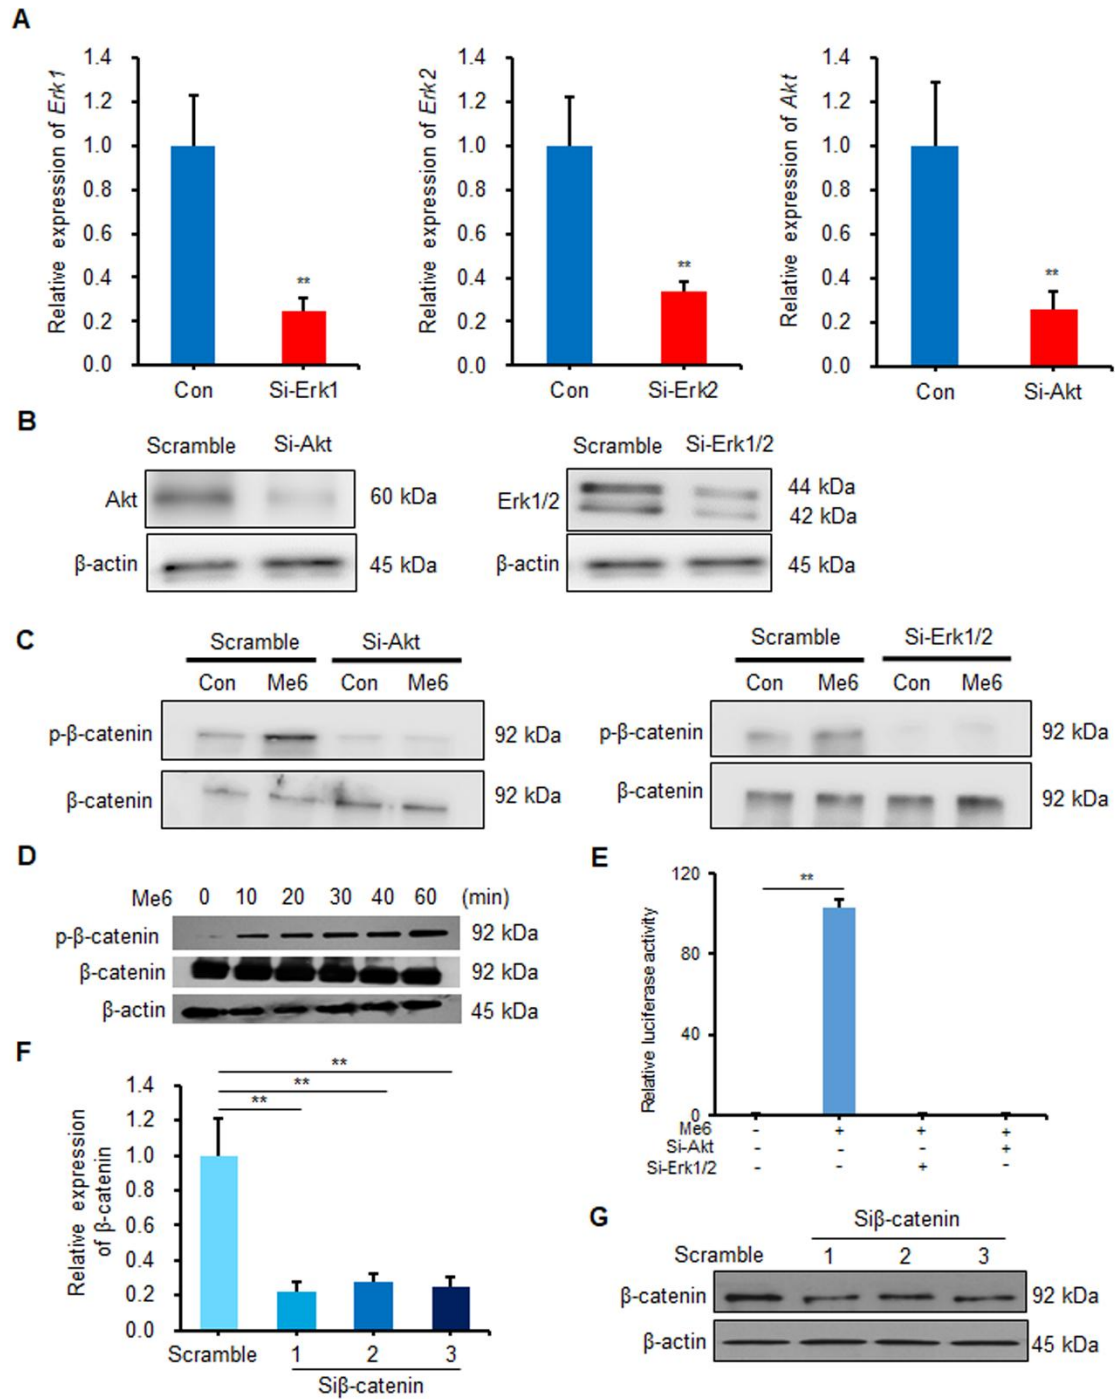 A
Relative expression of Erk1
1.4
1.2
1.0
0.8
0.6
0.4
0.2
0.0
**
Con Si-Erk1
Relative expression of Erk2
1.4
1.2
1.0
0.8
0.6
0.4
0.2
0.0
**
Con Si-Erk2
Relative expression of Akt
1.4
1.2
1.0
0.8
0.6
0.4
0.2
0.0
**
Con Si-Akt
B
Scramble Si-Akt
Akt 60 kDa
β-actin 45 kDa
Scramble Si-Erk1/2
Erk1/2 44 kDa
42 kDa
β-actin 45 kDa
C
Scramble Si-Akt
Con Me6 Con Me6
p-β-catenin 92 kDa
β-catenin 92 kDa
Scramble Si-Erk1/2
Con Me6 Con Me6
p-β-catenin 92 kDa
β-catenin 92 kDa
D
Me6 0 10 20 30 40 60 (min)
p-β-catenin 92 kDa
β-catenin 92 kDa
β-actin 45 kDa
E
Relative luciferase activity
120
80
40
0
**
Me6 - + + +
Si-Akt - - - +
Si-Erk1/2 - - + -
F
Relative expression
of β-catenin
1.4
1.2
1.0
0.8
0.6
0.4
0.2
0.0
**
**
**
Scramble 1 2 3
Siβ-catenin
G
Siβ-catenin
Scramble 1 2 3
β-catenin 92 kDa
β-actin 45 kDa